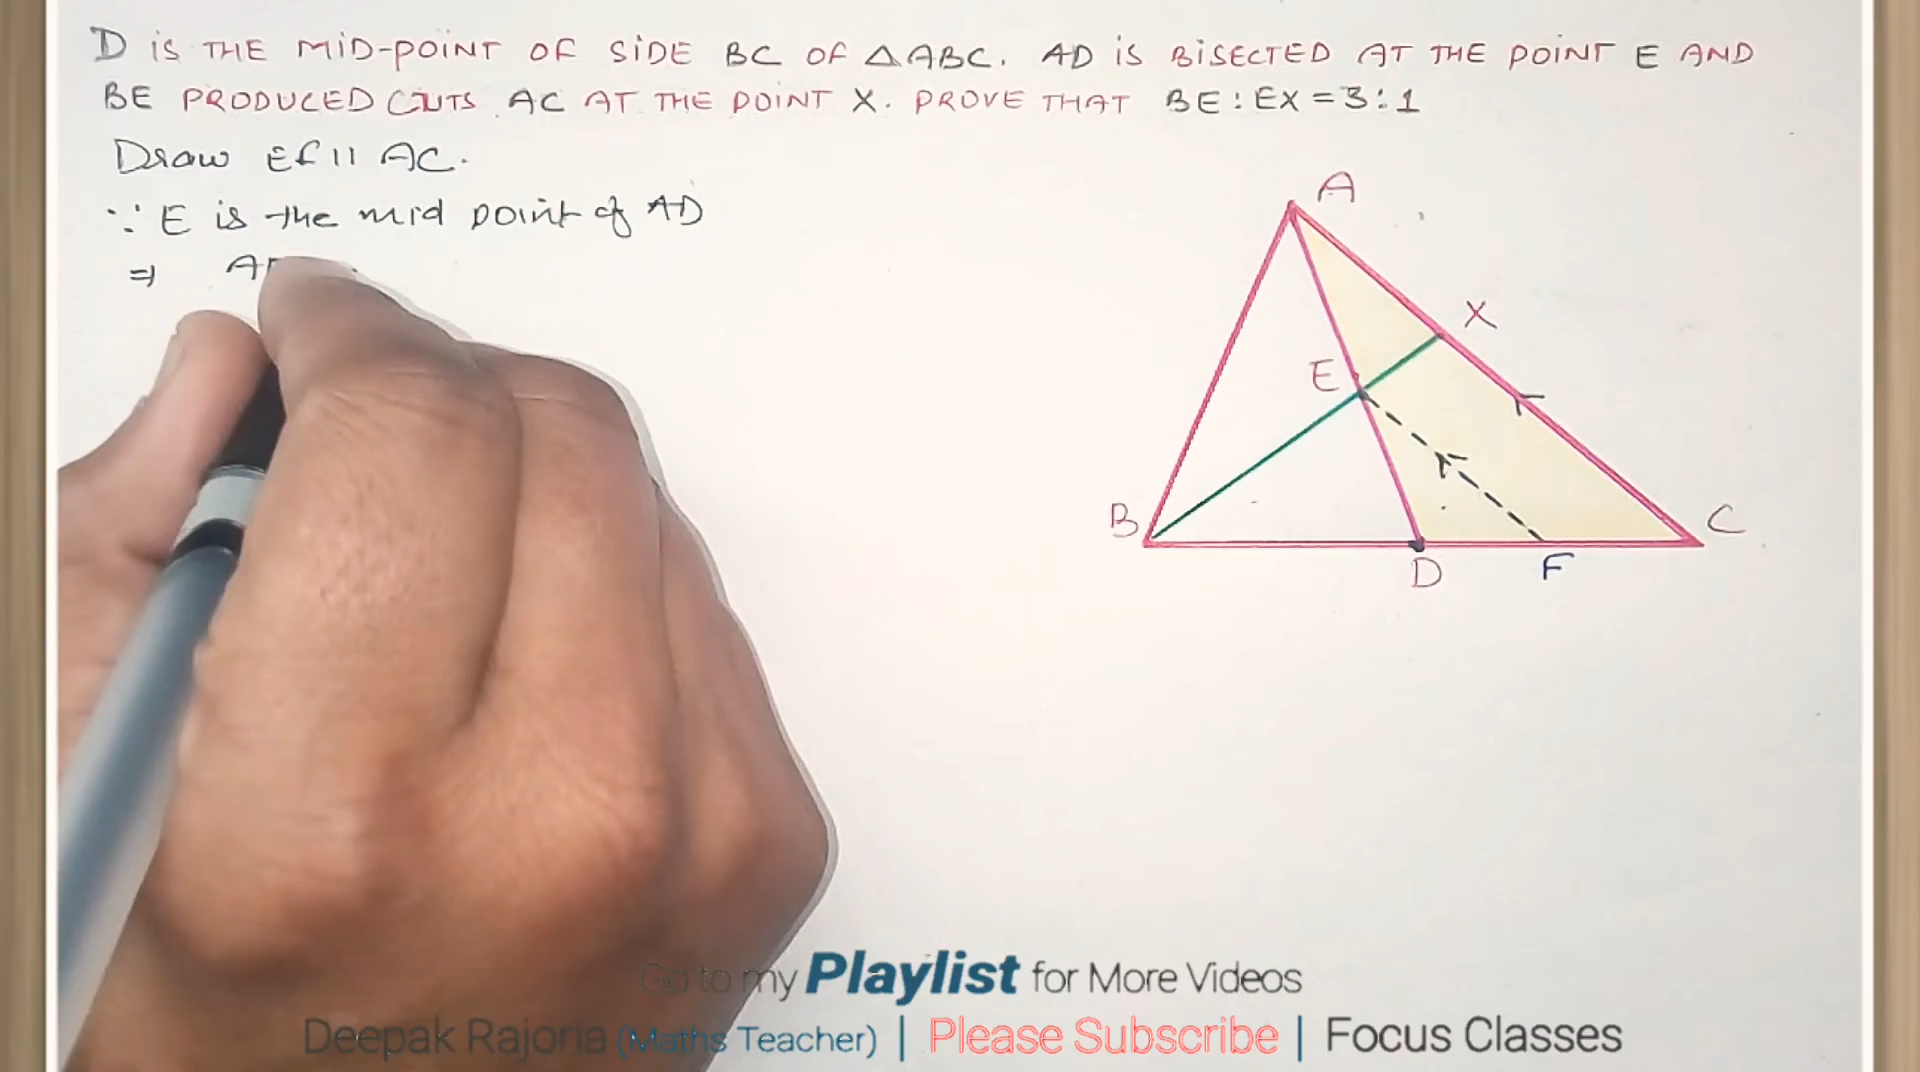 D IS THE MID-POINT OF SIDE BC OF △ABC. AD IS BISECTED AT THE POINT E AND
BE PRODUCED CUTS AC AT THE POINT X. PROVE THAT BE : EX = 3 : 1
Draw EF || AC.
∵ E is the mid point of AD
⇒
A
X
E
B
C
D
F
Go to my Playlist for More Videos
Deepak Rajoria (Maths Teacher) | Please Subscribe | Focus Classes